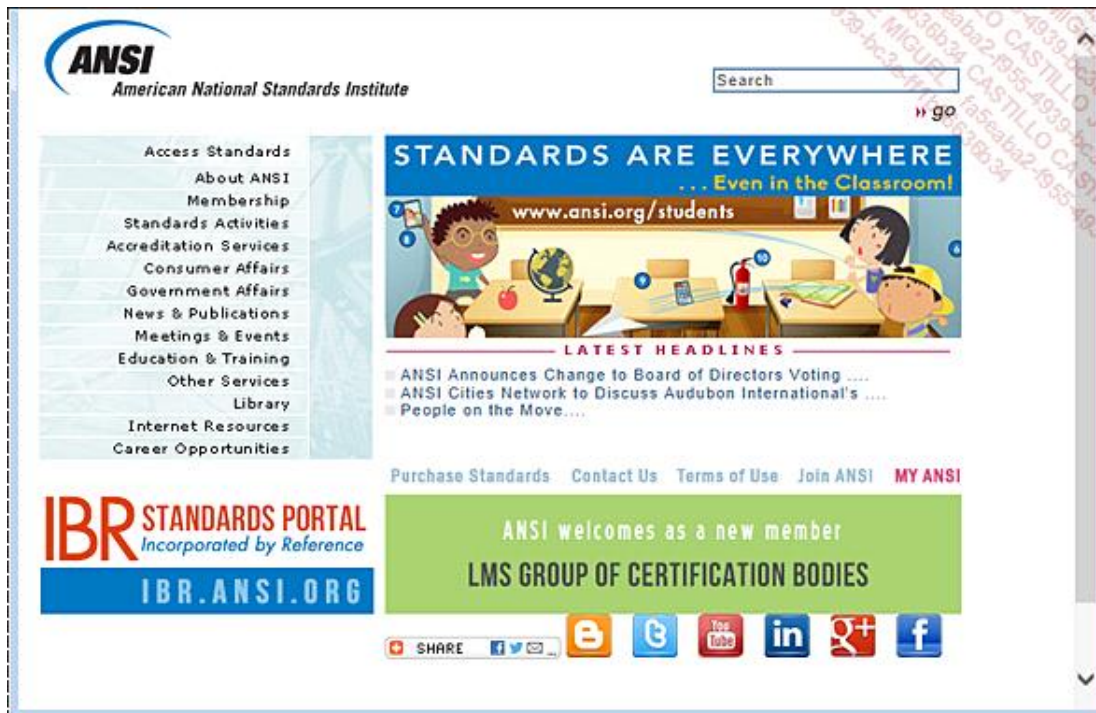 ANSI
American National Standards Institute
Search
go
Access Standards
About ANSI
Membership
Standards Activities
Accreditation Services
Consumer Affairs
Government Affairs
News & Publications
Meetings & Events
Education & Training
Other Services
Library
Internet Resources
Career Opportunities
STANDARDS ARE EVERYWHERE
... Even in the Classroom!
www.ansi.org/students
7
8
9
10
6
LATEST HEADLINES
ANSI Announces Change to Board of Directors Voting ....
ANSI Cities Network to Discuss Audubon International's ....
People on the Move....
Purchase Standards Contact Us Terms of Use Join ANSI MY ANSI
IBR STANDARDS PORTAL
Incorporated by Reference
IBR.ANSI.ORG
ANSI welcomes as a new member
LMS GROUP OF CERTIFICATION BODIES
SHARE
You Tube
in
g+
f